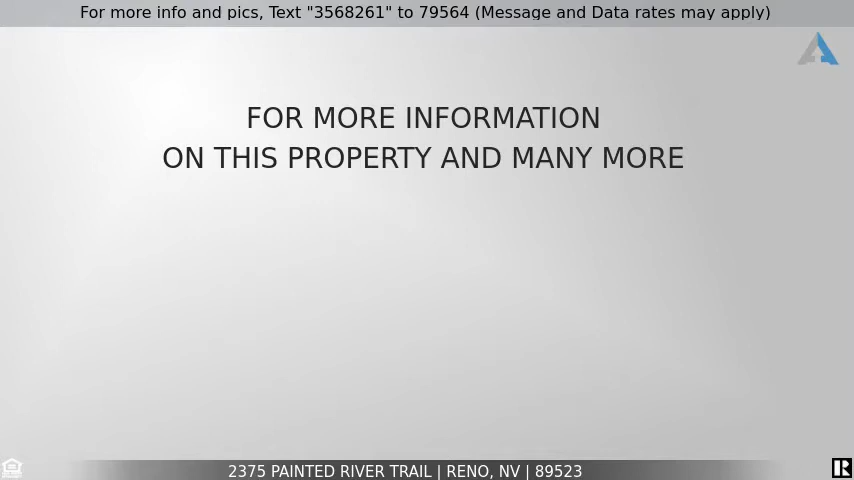 For more info and pics, Text "3568261" to 79564 (Message and Data rates may apply)
FOR MORE INFORMATION
ON THIS PROPERTY AND MANY MORE
2375 PAINTED RIVER TRAIL | RENO, NV | 89523